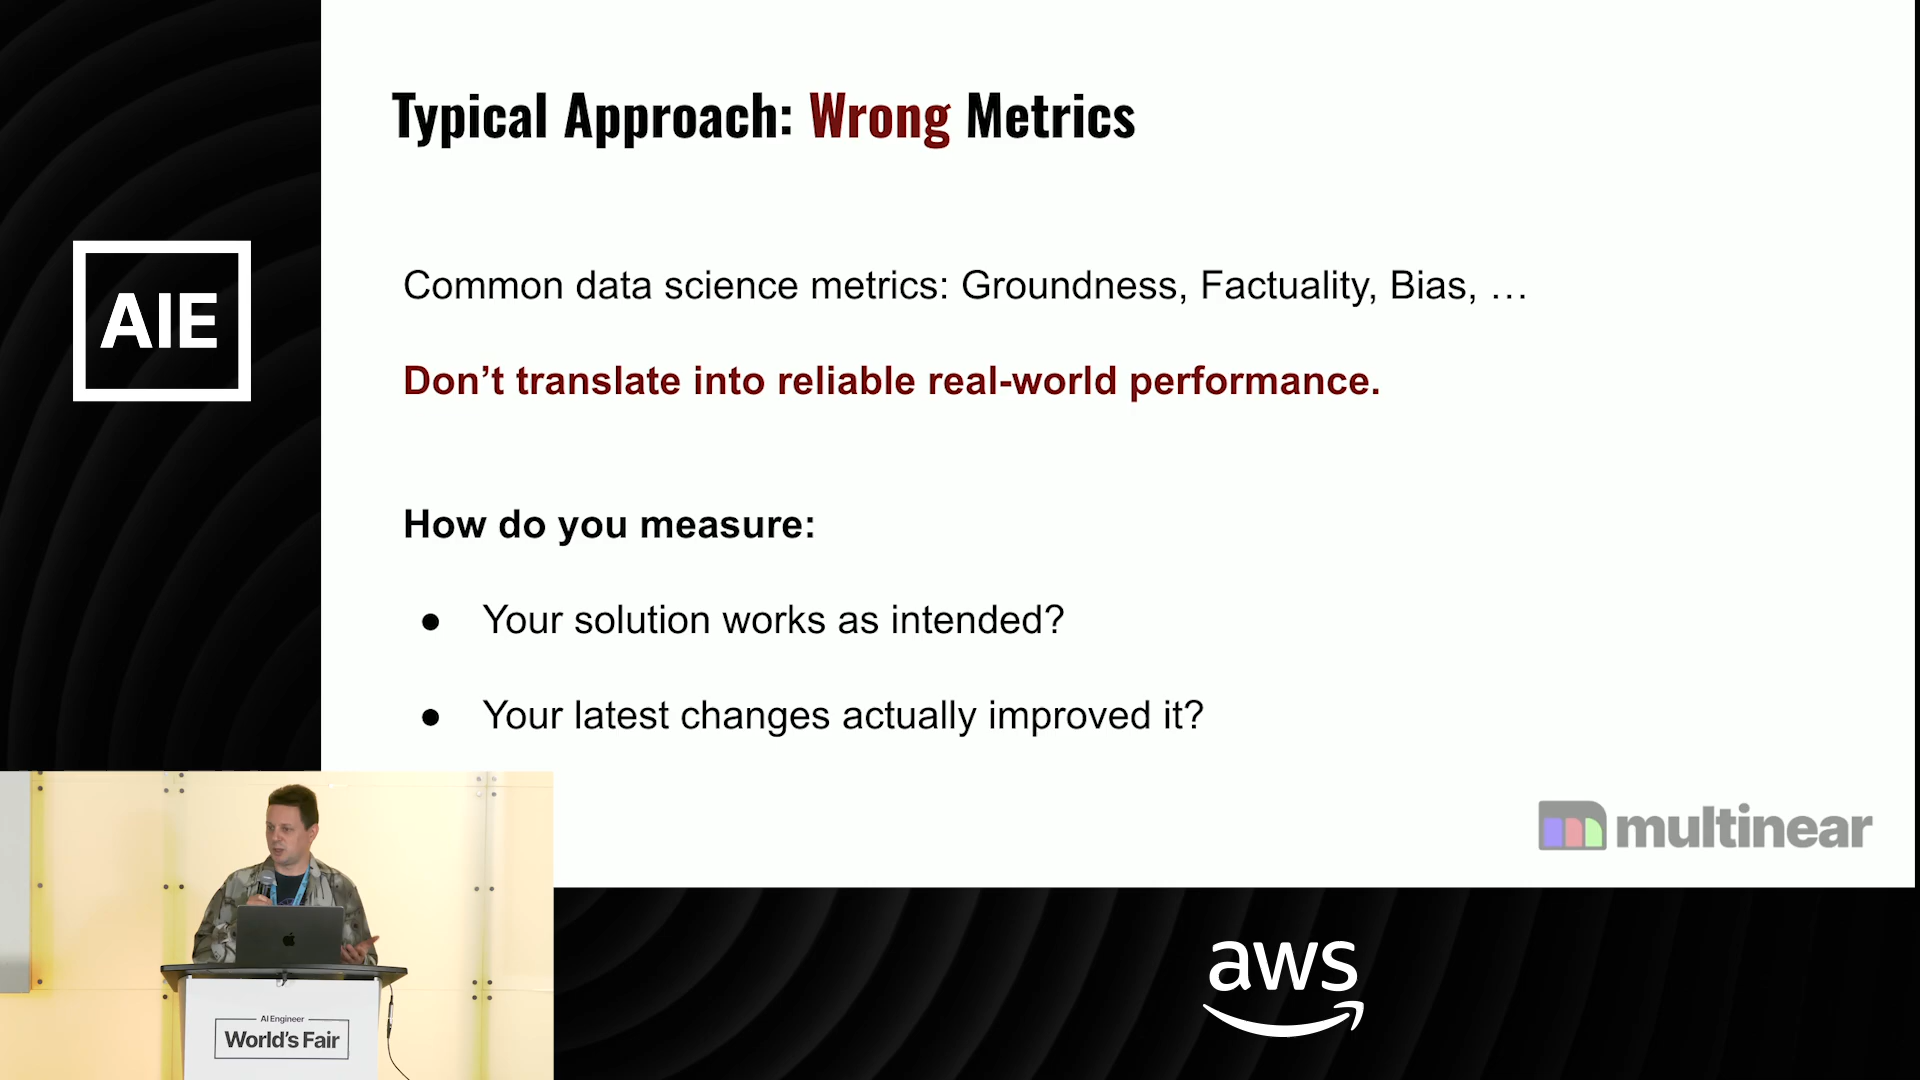 Typical Approach: Wrong Metrics
AIE
Common data science metrics: Groundness, Factuality, Bias, …
Don’t translate into reliable real-world performance.
How do you measure:
● Your solution works as intended?
● Your latest changes actually improved it?
multinear
aws
AI Engineer
World's Fair